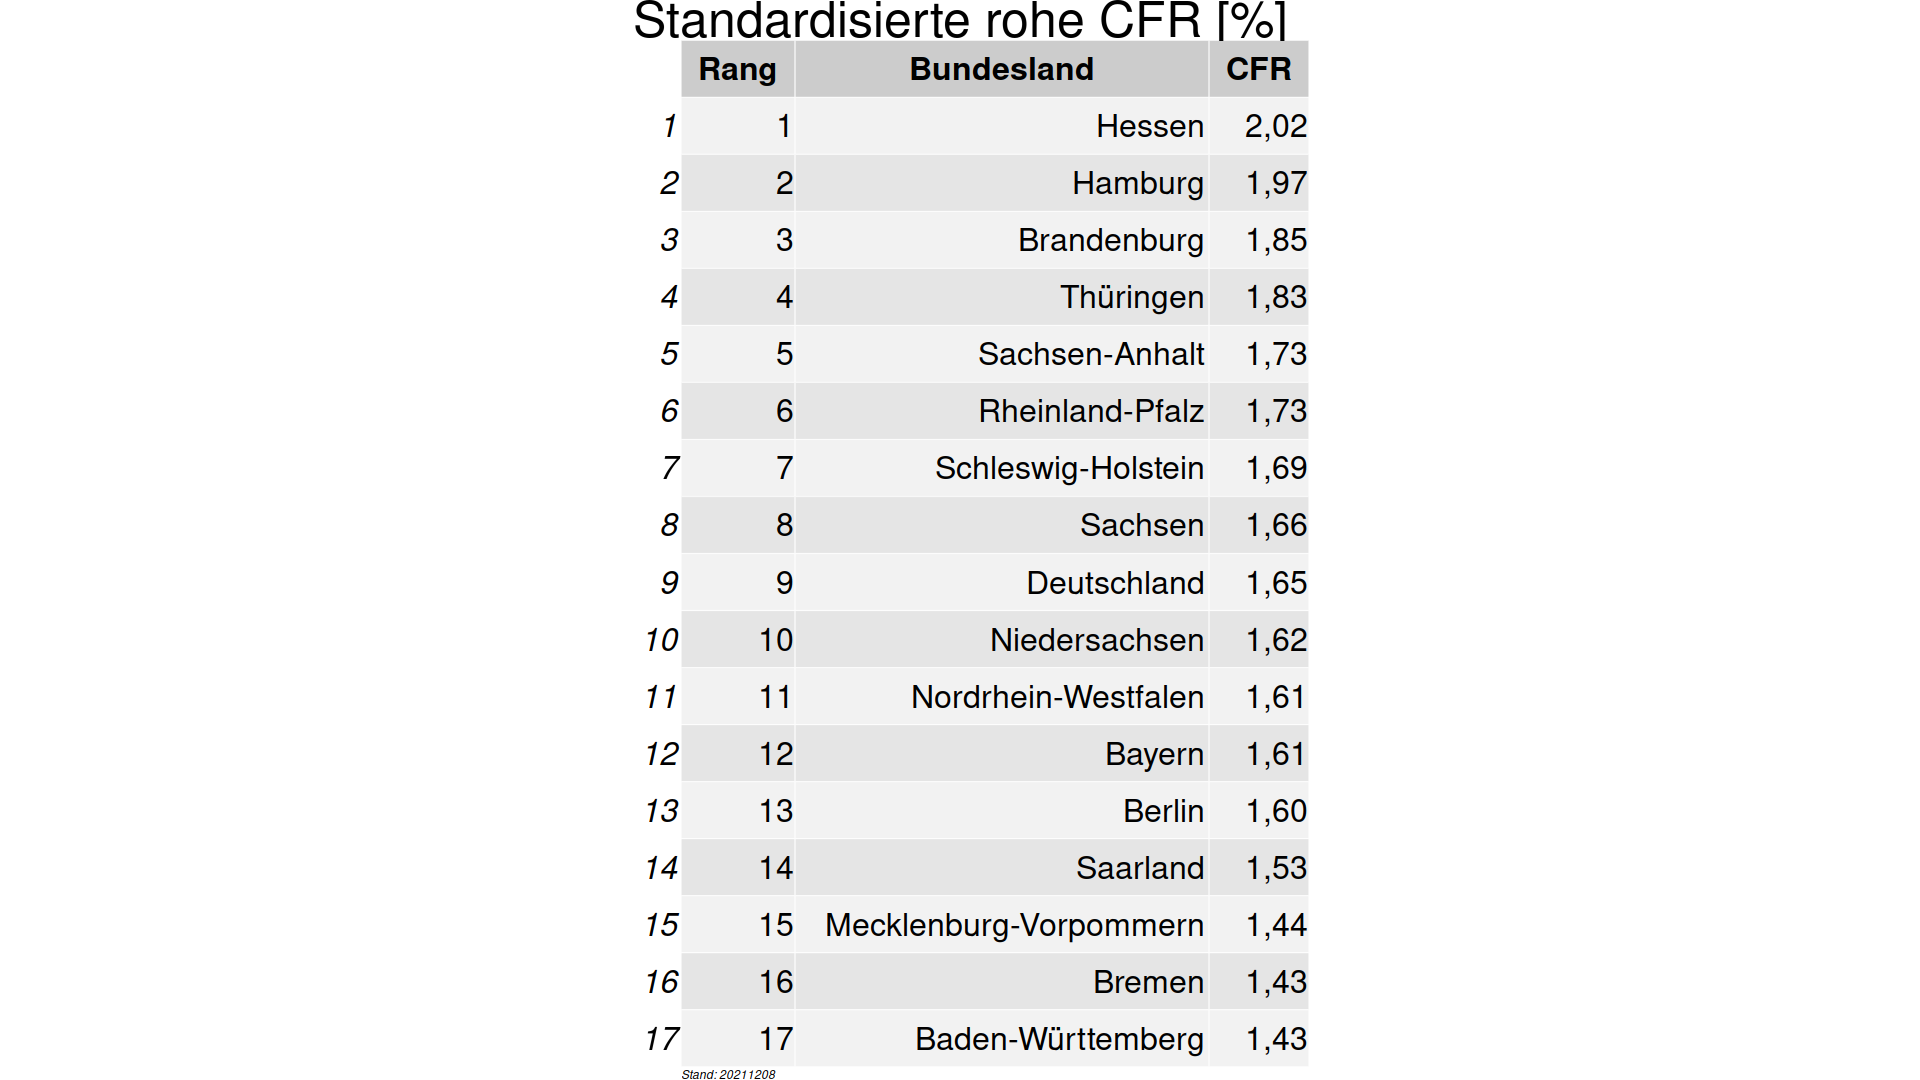 Standardisierte rohe CFR [%]
Rang Bundesland CFR
1 1 Hessen 2,02
2 2 Hamburg 1,97
3 3 Brandenburg 1,85
4 4 Thüringen 1,83
5 5 Sachsen-Anhalt 1,73
6 6 Rheinland-Pfalz 1,73
7 7 Schleswig-Holstein 1,69
8 8 Sachsen 1,66
9 9 Deutschland 1,65
10 10 Niedersachsen 1,62
11 11 Nordrhein-Westfalen 1,61
12 12 Bayern 1,61
13 13 Berlin 1,60
14 14 Saarland 1,53
15 15 Mecklenburg-Vorpommern 1,44
16 16 Bremen 1,43
17 17 Baden-Württemberg 1,43
Stand: 20211208